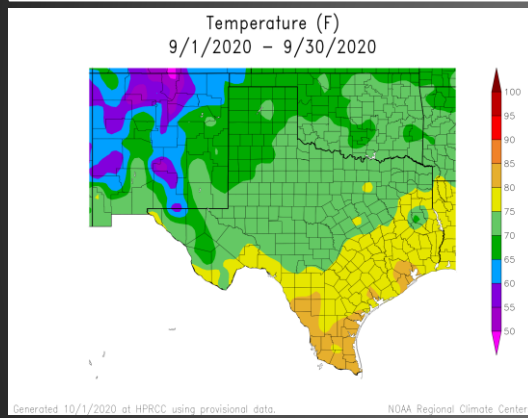 Temperature (F)
9/1/2020 – 9/30/2020
100
95
90
85
80
75
70
65
60
55
50
Generated 10/1/2020 at HPRCC using provisional data.
NOAA Regional Climate Center